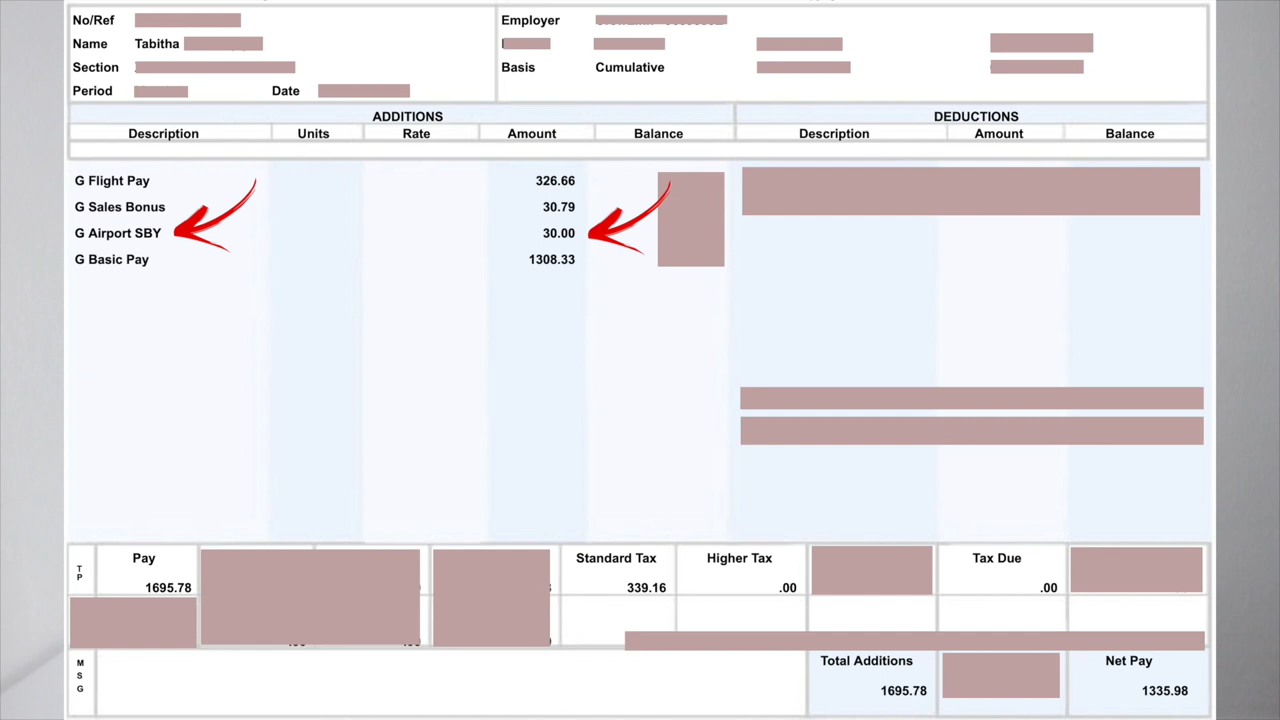 No/Ref
Employer
Name Tabitha
Section
Basis Cumulative
Period Date
ADDITIONS DEDUCTIONS
Description Units Rate Amount Balance Description Amount Balance
G Flight Pay 326.66
G Sales Bonus 30.79
G Airport SBY 30.00
G Basic Pay 1308.33
T P Pay Standard Tax Higher Tax Tax Due
1695.78 339.16 .00 .00
M S G Total Additions Net Pay
1695.78 1335.98